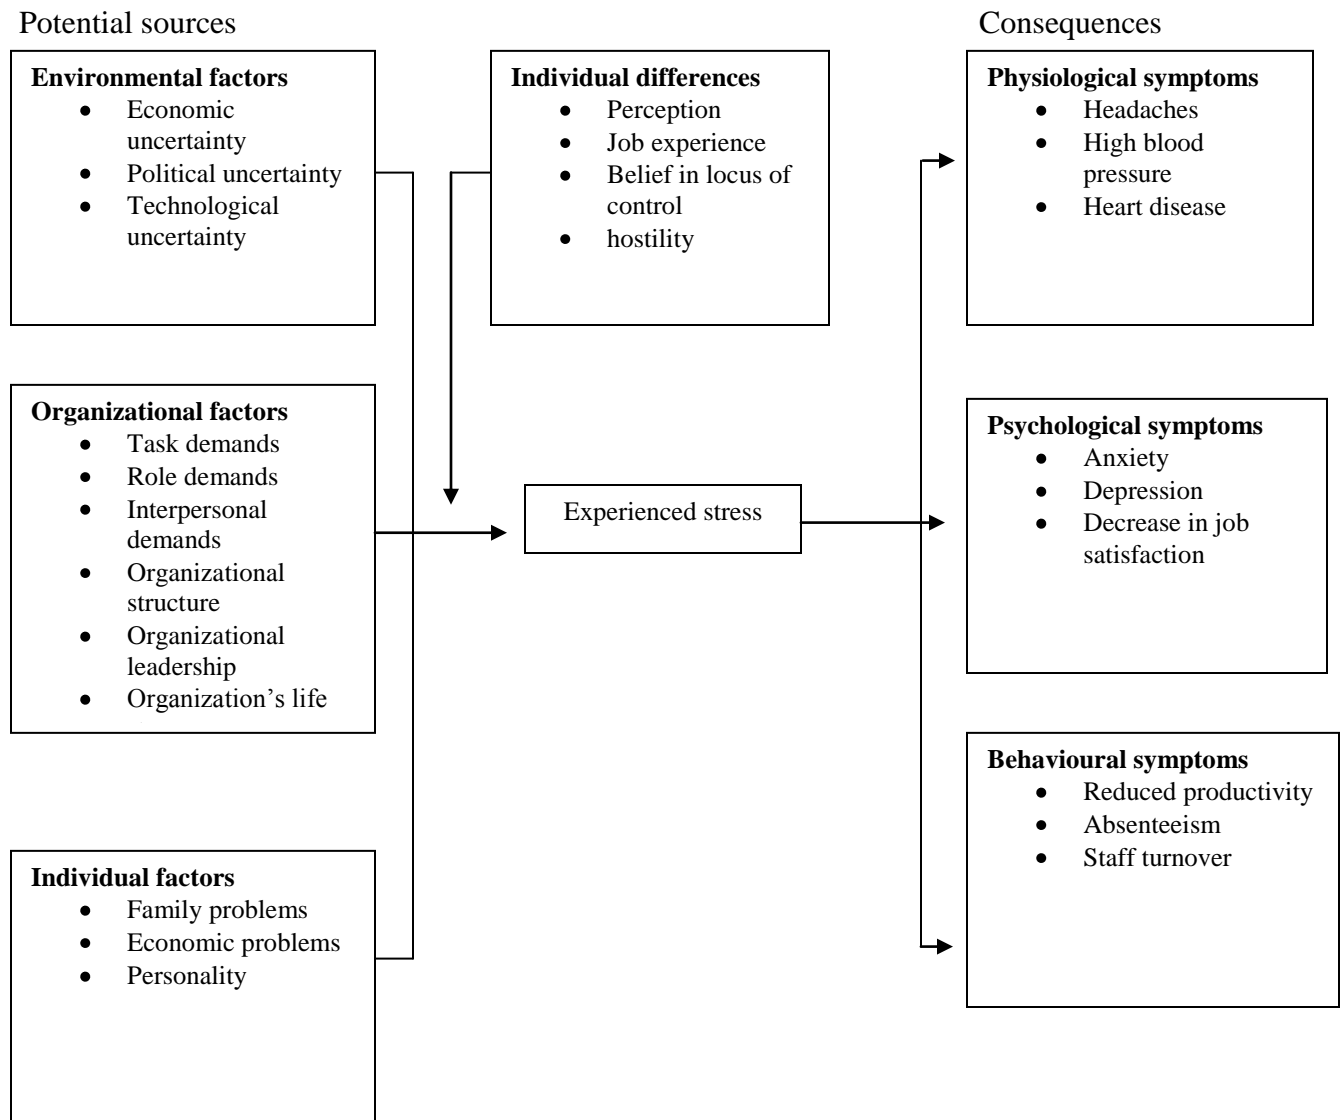 Potential sources
Consequences
Environmental factors
• Economic
uncertainty
• Political uncertainty
• Technological
uncertainty
Individual differences
• Perception
• Job experience
• Belief in locus of
control
• hostility
Physiological symptoms
• Headaches
• High blood
pressure
• Heart disease
Organizational factors
• Task demands
• Role demands
• Interpersonal
demands
• Organizational
structure
• Organizational
leadership
• Organization’s life
Experienced stress
Psychological symptoms
• Anxiety
• Depression
• Decrease in job
satisfaction
Individual factors
• Family problems
• Economic problems
• Personality
Behavioural symptoms
• Reduced productivity
• Absenteeism
• Staff turnover